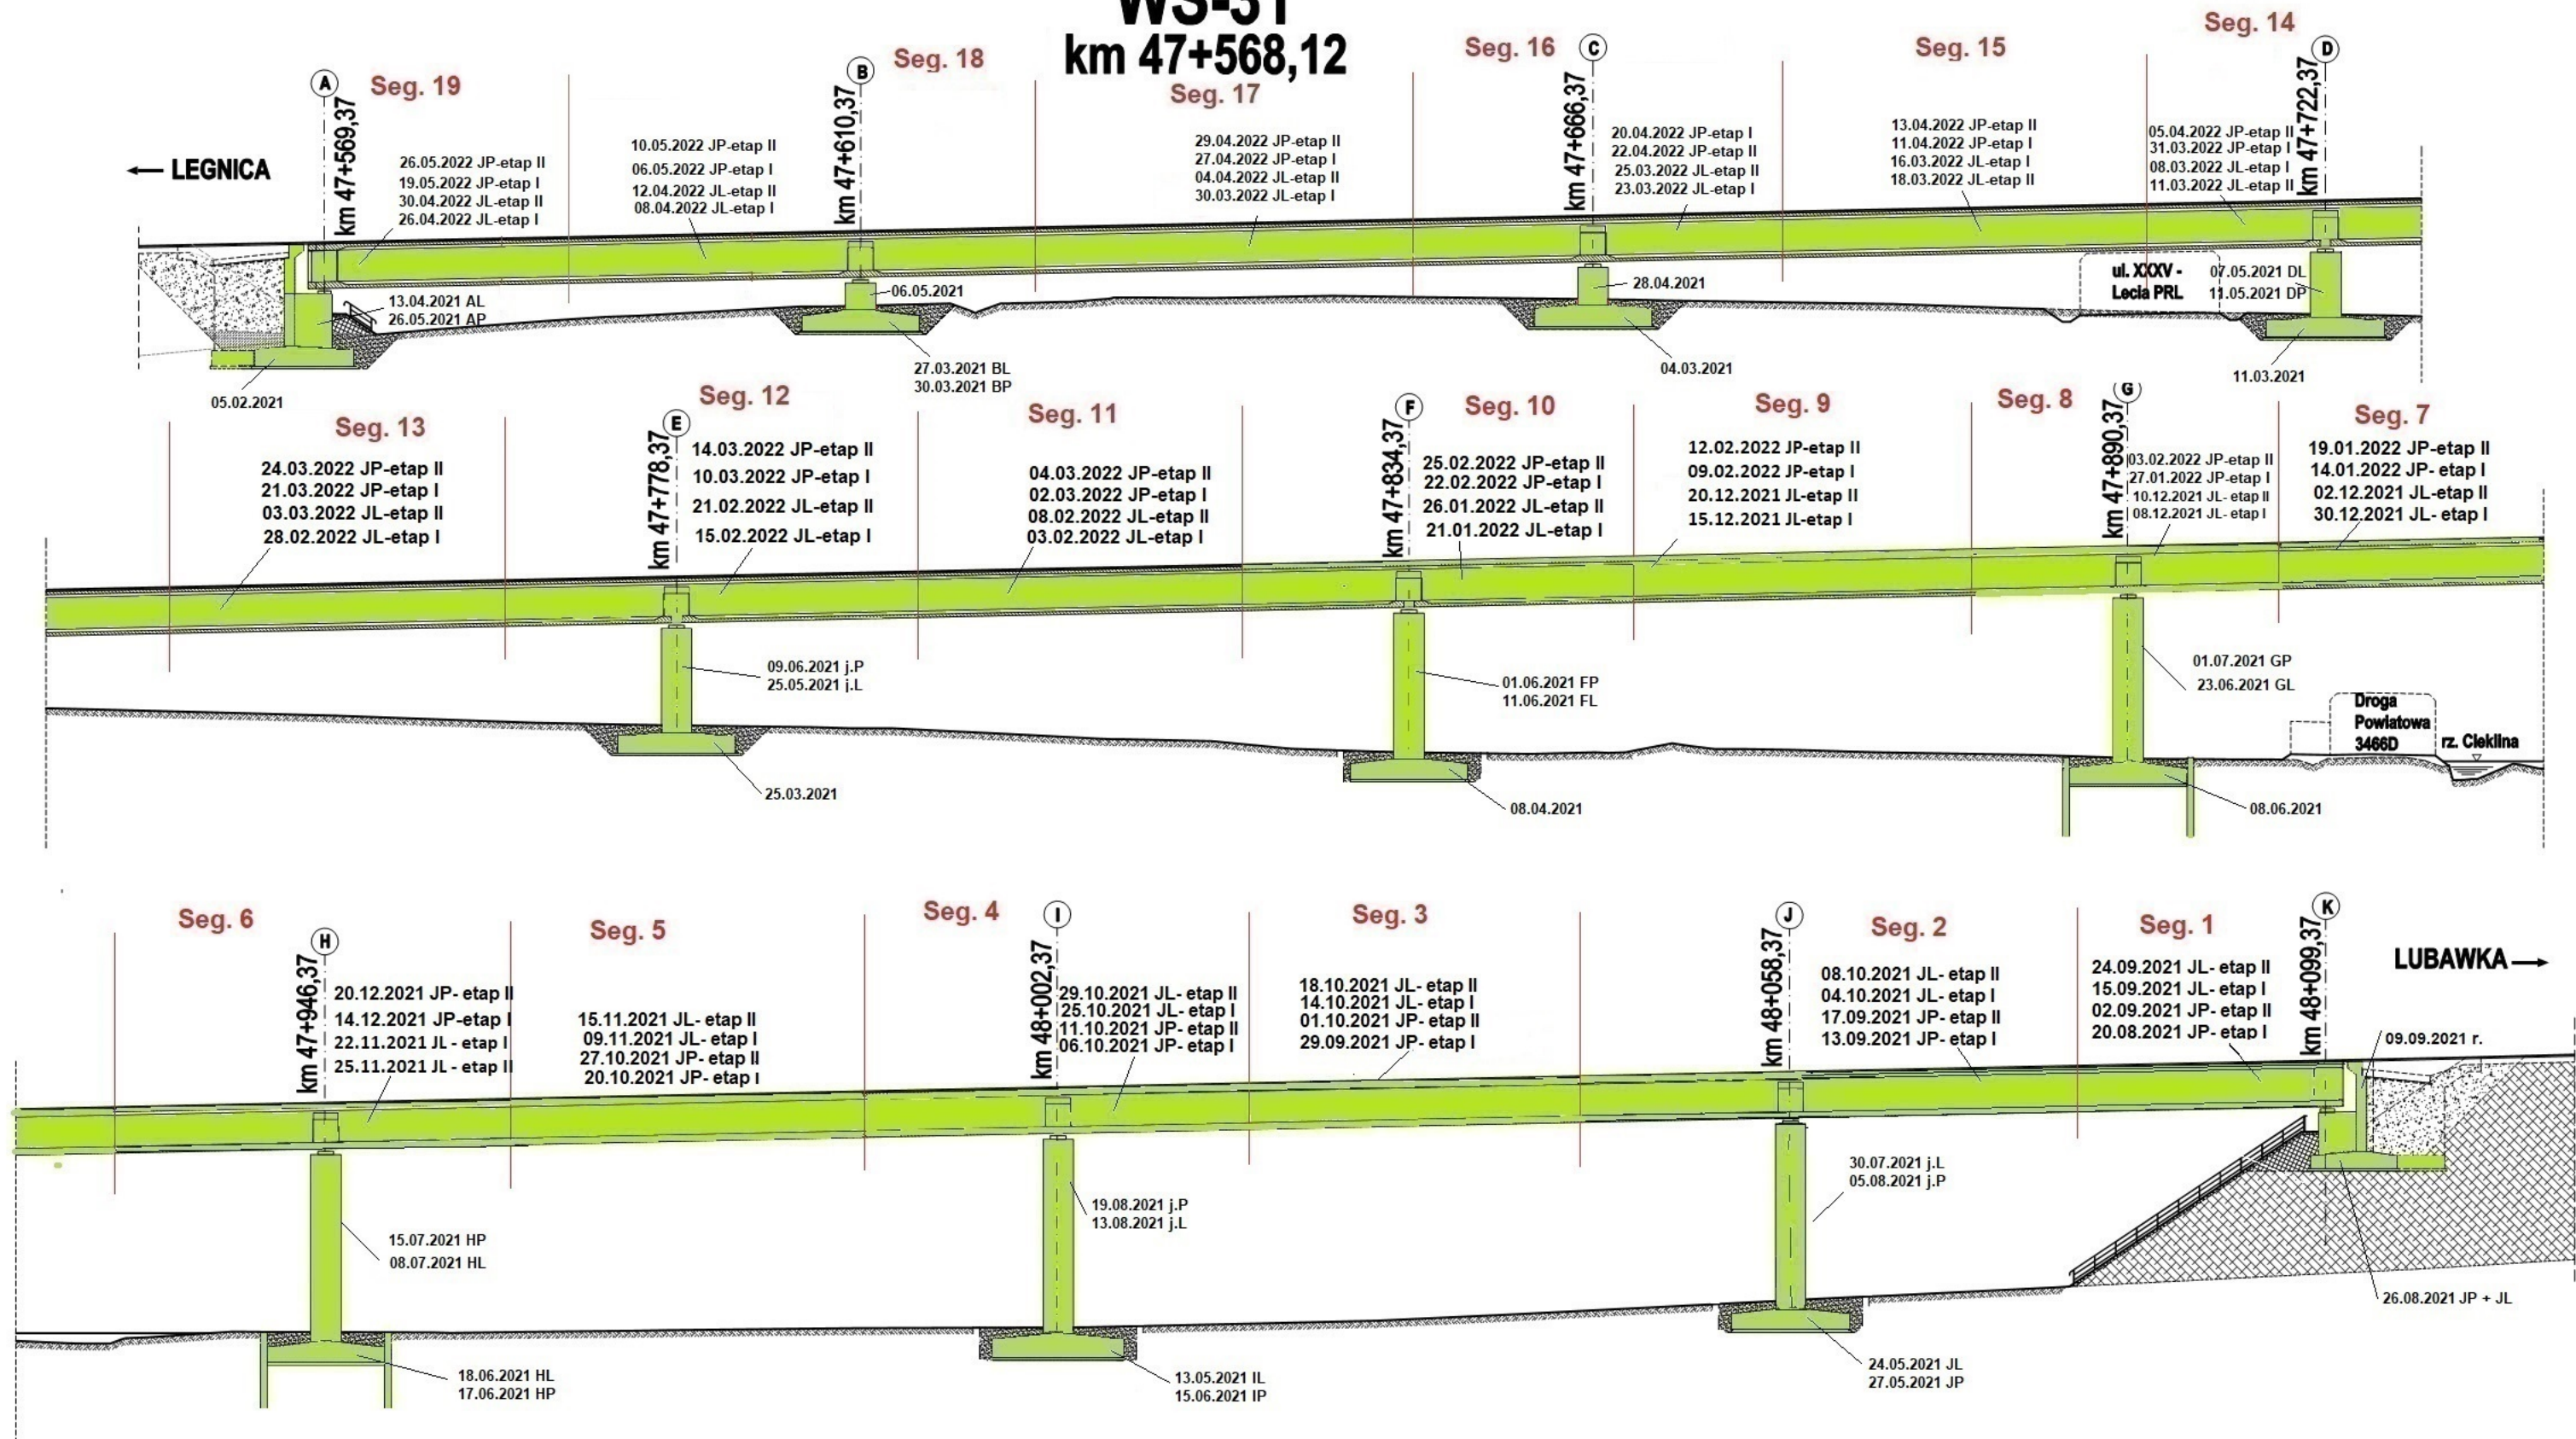 WS-31
km 47+568,12
Seg. 19
Seg. 18
Seg. 17
Seg. 16
Seg. 15
Seg. 14
A
B
C
D
km 47+569,37
km 47+610,37
km 47+666,37
km 47+722,37
← LEGNICA
26.05.2022 JP-etap II
19.05.2022 JP-etap I
30.04.2022 JL-etap II
26.04.2022 JL-etap I
10.05.2022 JP-etap II
06.05.2022 JP-etap I
12.04.2022 JL-etap II
08.04.2022 JL-etap I
29.04.2022 JP-etap II
27.04.2022 JP-etap I
04.04.2022 JL-etap II
30.03.2022 JL-etap I
20.04.2022 JP-etap I
22.04.2022 JP-etap II
25.03.2022 JL-etap II
23.03.2022 JL-etap I
13.04.2022 JP-etap II
11.04.2022 JP-etap I
16.03.2022 JL-etap I
18.03.2022 JL-etap II
05.04.2022 JP-etap II
31.03.2022 JP-etap I
08.03.2022 JL-etap I
11.03.2022 JL-etap II
13.04.2021 AL
26.05.2021 AP
06.05.2021
28.04.2021
ul. XXXV -
Lecia PRL
07.05.2021 DL
11.05.2021 DP
05.02.2021
27.03.2021 BL
30.03.2021 BP
04.03.2021
11.03.2021
Seg. 13
Seg. 12
Seg. 11
Seg. 10
Seg. 9
Seg. 8
Seg. 7
E
F
G
km 47+778,37
km 47+834,37
km 47+890,37
24.03.2022 JP-etap II
21.03.2022 JP-etap I
03.03.2022 JL-etap II
28.02.2022 JL-etap I
14.03.2022 JP-etap II
10.03.2022 JP-etap I
21.02.2022 JL-etap II
15.02.2022 JL-etap I
04.03.2022 JP-etap II
02.03.2022 JP-etap I
08.02.2022 JL-etap II
03.02.2022 JL-etap I
25.02.2022 JP-etap II
22.02.2022 JP-etap I
26.01.2022 JL-etap II
21.01.2022 JL-etap I
12.02.2022 JP-etap II
09.02.2022 JP-etap I
20.12.2021 JL-etap II
15.12.2021 JL-etap I
03.02.2022 JP-etap II
27.01.2022 JP-etap I
10.12.2021 JL- etap II
08.12.2021 JL- etap I
19.01.2022 JP-etap II
14.01.2022 JP- etap I
02.12.2021 JL-etap II
30.12.2021 JL- etap I
09.06.2021 j.P
25.05.2021 j.L
01.06.2021 FP
11.06.2021 FL
01.07.2021 GP
23.06.2021 GL
Droga
Powiatowa
3466D
rz. Cieklina
25.03.2021
08.04.2021
08.06.2021
Seg. 6
Seg. 5
Seg. 4
Seg. 3
Seg. 2
Seg. 1
H
I
J
K
km 47+946,37
km 48+002,37
km 48+058,37
km 48+099,37
LUBAWKA →
20.12.2021 JP- etap II
14.12.2021 JP-etap I
22.11.2021 JL - etap I
25.11.2021 JL - etap II
15.11.2021 JL- etap II
09.11.2021 JL- etap I
27.10.2021 JP- etap II
20.10.2021 JP- etap I
29.10.2021 JL- etap II
25.10.2021 JL- etap I
11.10.2021 JP- etap II
06.10.2021 JP- etap I
18.10.2021 JL- etap II
14.10.2021 JL- etap I
01.10.2021 JP- etap II
29.09.2021 JP- etap I
08.10.2021 JL- etap II
04.10.2021 JL- etap I
17.09.2021 JP- etap II
13.09.2021 JP- etap I
24.09.2021 JL- etap II
15.09.2021 JL- etap I
02.09.2021 JP- etap II
20.08.2021 JP- etap I
09.09.2021 r.
15.07.2021 HP
08.07.2021 HL
19.08.2021 j.P
13.08.2021 j.L
30.07.2021 j.L
05.08.2021 j.P
26.08.2021 JP + JL
18.06.2021 HL
17.06.2021 HP
13.05.2021 IL
15.06.2021 IP
24.05.2021 JL
27.05.2021 JP